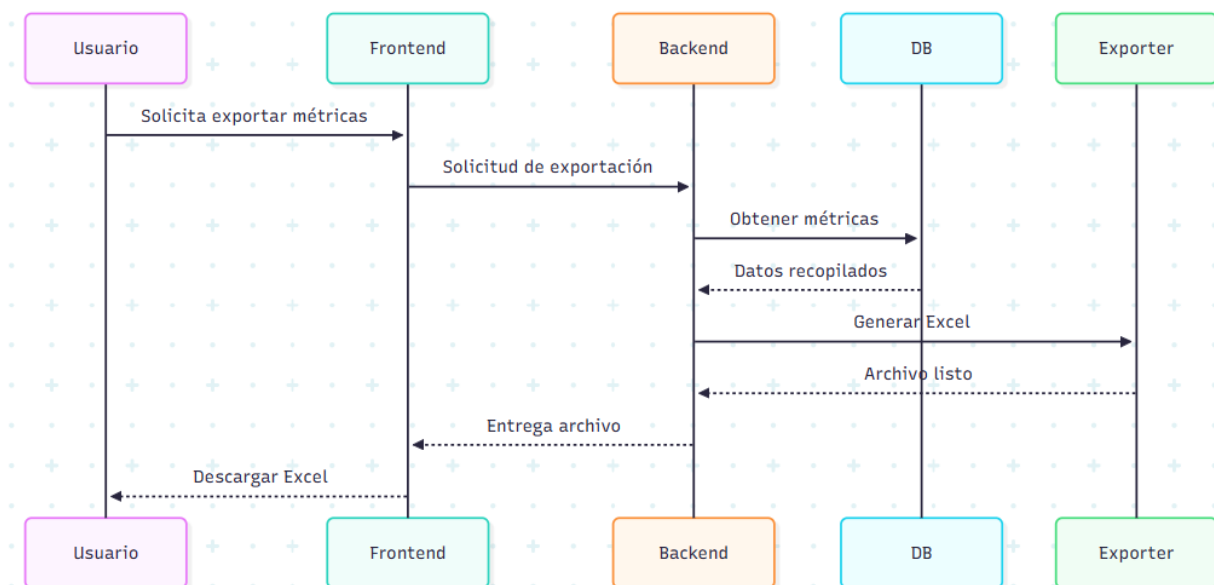 Usuario
Frontend
Backend
DB
Exporter
Solicita exportar métricas
Solicitud de exportación
Obtener métricas
Datos recopilados
Generar Excel
Archivo listo
Entrega archivo
Descargar Excel
Usuario
Frontend
Backend
DB
Exporter